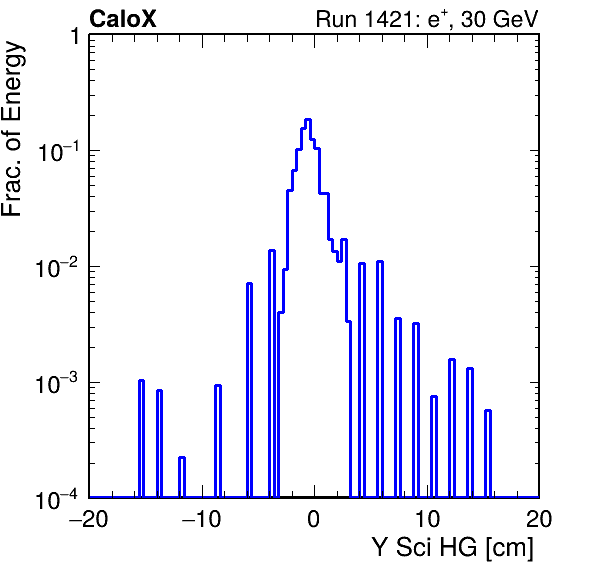 CaloX Run 1421: e⁺, 30 GeV
Frac. of Energy
1
10⁻¹
10⁻²
10⁻³
10⁻⁴
−20 −10 0 10 20
Y Sci HG [cm]